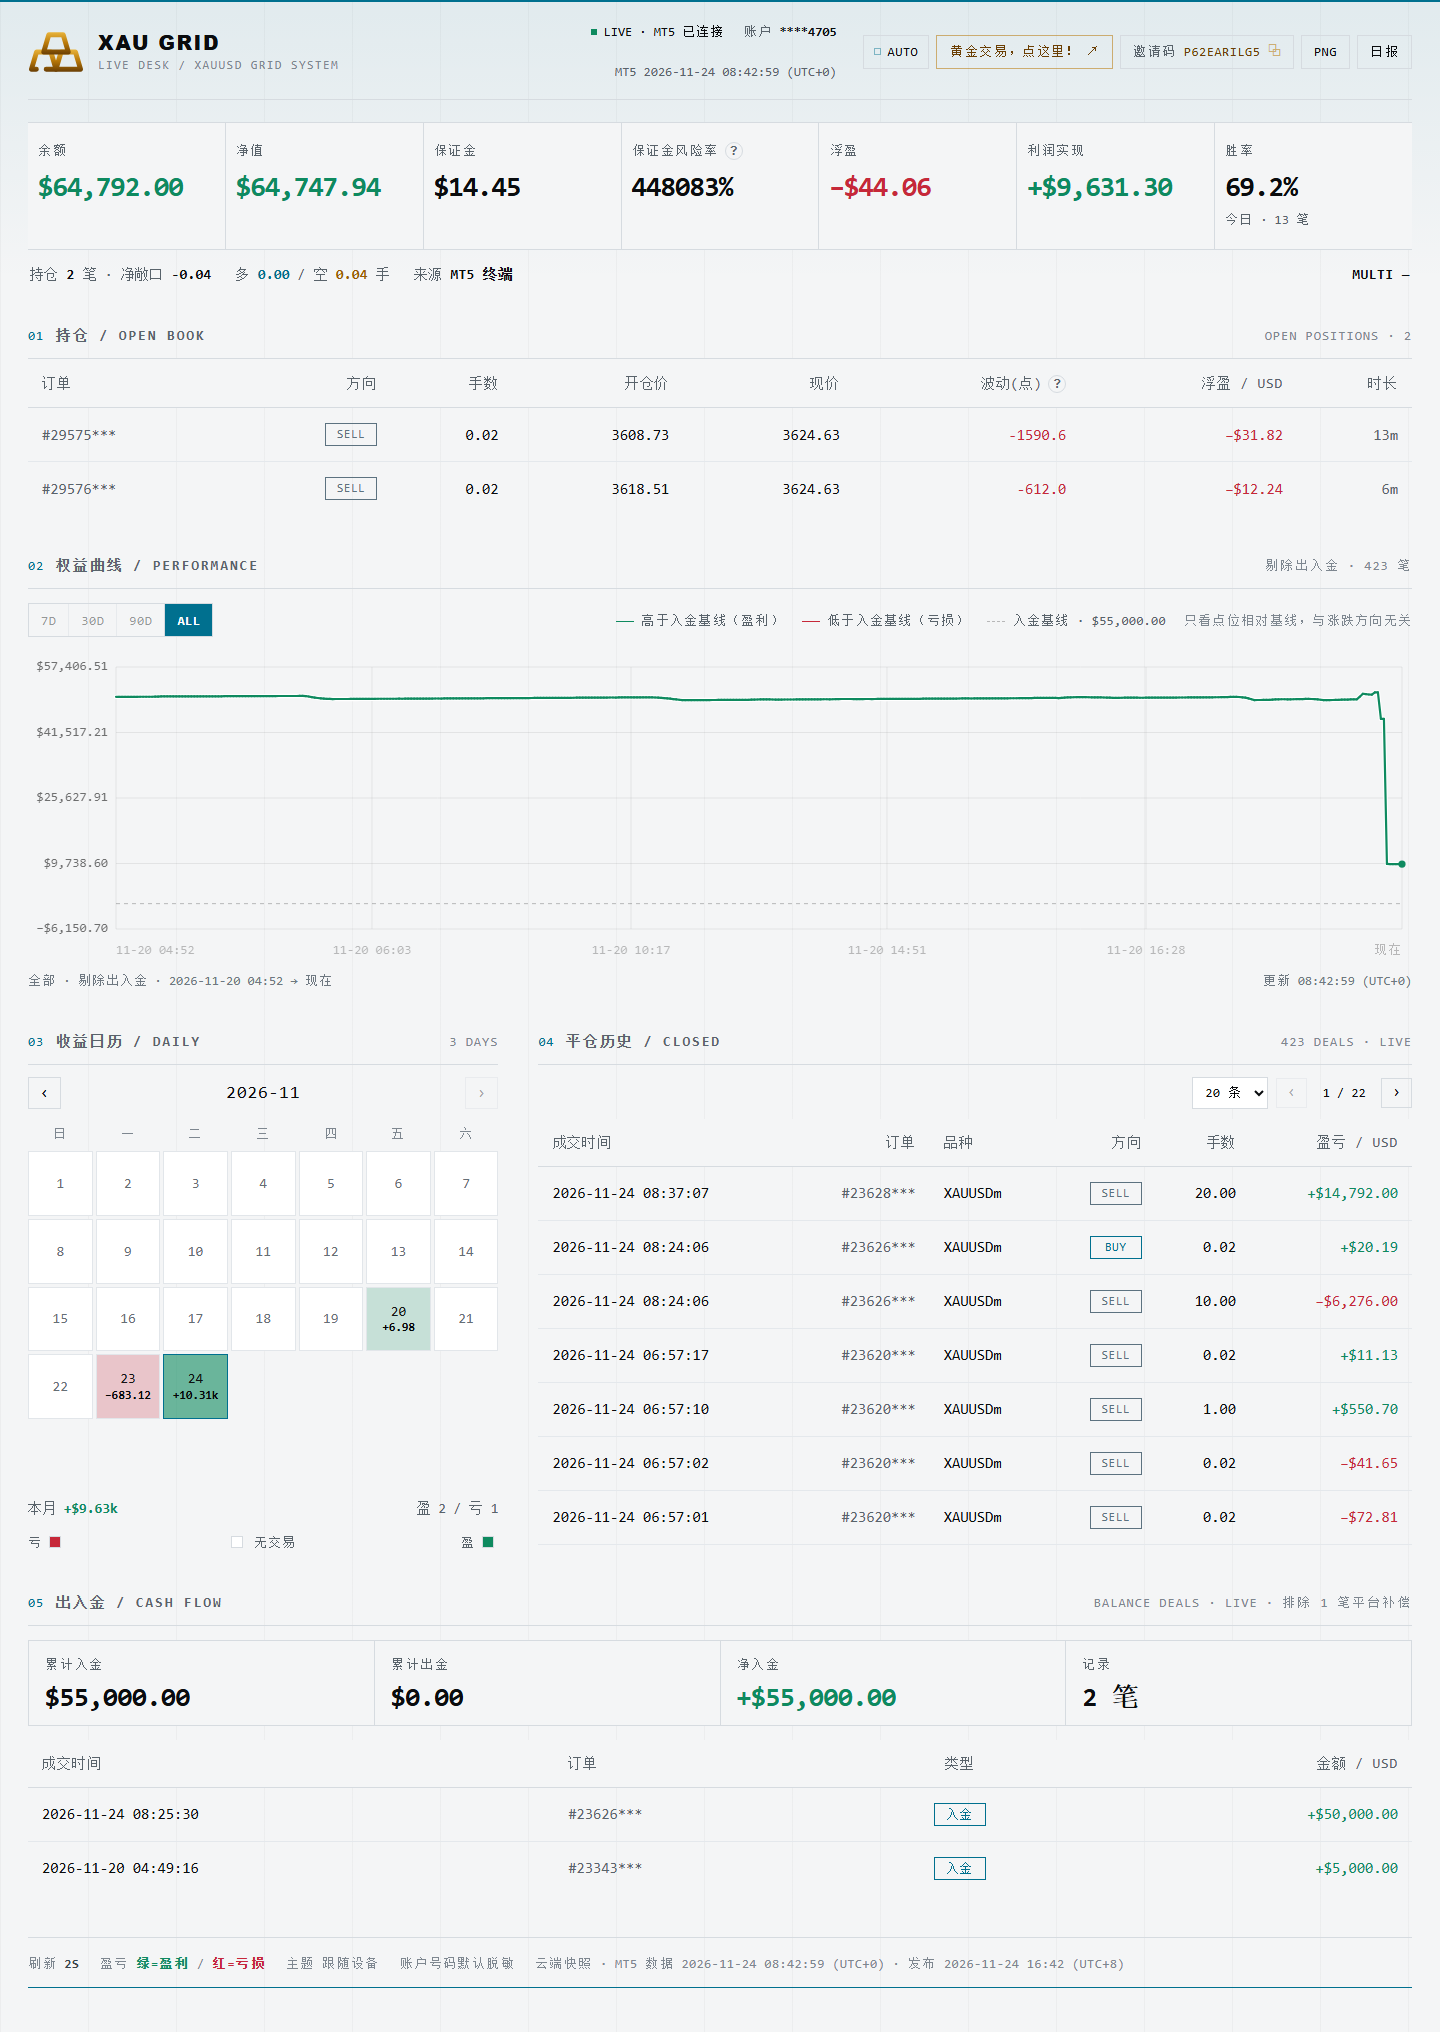 XAU GRID
LIVE DESK / XAUUSD GRID SYSTEM
LIVE · MT5 已连接 账户 ****4705
MT5 2026-11-24 08:42:59 (UTC+0)
AUTO
黄金交易，点这里！ ↗
邀请码 P62EARILG5
PNG
日报
余额
$64,792.00
净值
$64,747.94
保证金
$14.45
保证金风险率 ?
448083%
浮盈
−$44.06
利润实现
+$9,631.30
胜率
69.2%
今日 · 13 笔
持仓 2 笔 · 净敞口 -0.04 多 0.00 / 空 0.04 手 来源 MT5 终端
MULTI —
01 持仓 / OPEN BOOK
OPEN POSITIONS · 2
订单 方向 手数 开仓价 现价 波动(点) ? 浮盈 / USD 时长
#29575*** SELL 0.02 3608.73 3624.63 -1590.6 −$31.82 13m
#29576*** SELL 0.02 3618.51 3624.63 -612.0 −$12.24 6m
02 权益曲线 / PERFORMANCE
剔除出入金 · 423 笔
7D 30D 90D ALL
高于入金基线（盈利） 低于入金基线（亏损） 入金基线 · $55,000.00 只看点位相对基线，与涨跌方向无关
$57,406.51
$41,517.21
$25,627.91
$9,738.60
−$6,150.70
11-20 04:52 11-20 06:03 11-20 10:17 11-20 14:51 11-20 16:28 现在
全部 · 剔除出入金 · 2026-11-20 04:52 → 现在
更新 08:42:59 (UTC+0)
03 收益日历 / DAILY
3 DAYS
‹ 2026-11 ›
日 一 二 三 四 五 六
1 2 3 4 5 6 7
8 9 10 11 12 13 14
15 16 17 18 19 20 21
+6.98
22 23 24
−683.12 +10.31k
本月 +$9.63k
盈 2 / 亏 1
亏 无交易 盈
04 平仓历史 / CLOSED
423 DEALS · LIVE
20 条 ‹ 1 / 22 ›
成交时间 订单 品种 方向 手数 盈亏 / USD
2026-11-24 08:37:07 #23628*** XAUUSDm SELL 20.00 +$14,792.00
2026-11-24 08:24:06 #23626*** XAUUSDm BUY 0.02 +$20.19
2026-11-24 08:24:06 #23626*** XAUUSDm SELL 10.00 −$6,276.00
2026-11-24 06:57:17 #23620*** XAUUSDm SELL 0.02 +$11.13
2026-11-24 06:57:10 #23620*** XAUUSDm SELL 1.00 +$550.70
2026-11-24 06:57:02 #23620*** XAUUSDm SELL 0.02 −$41.65
2026-11-24 06:57:01 #23620*** XAUUSDm SELL 0.02 −$72.81
05 出入金 / CASH FLOW
BALANCE DEALS · LIVE · 排除 1 笔平台补偿
累计入金
$55,000.00
累计出金
$0.00
净入金
+$55,000.00
记录
2 笔
成交时间 订单 类型 金额 / USD
2026-11-24 08:25:30 #23626*** 入金 +$50,000.00
2026-11-20 04:49:16 #23343*** 入金 +$5,000.00
刷新 2S 盈亏 绿=盈利 / 红=亏损 主题 跟随设备 账户号码默认脱敏 云端快照 · MT5 数据 2026-11-24 08:42:59 (UTC+0) · 发布 2026-11-24 16:42 (UTC+8)